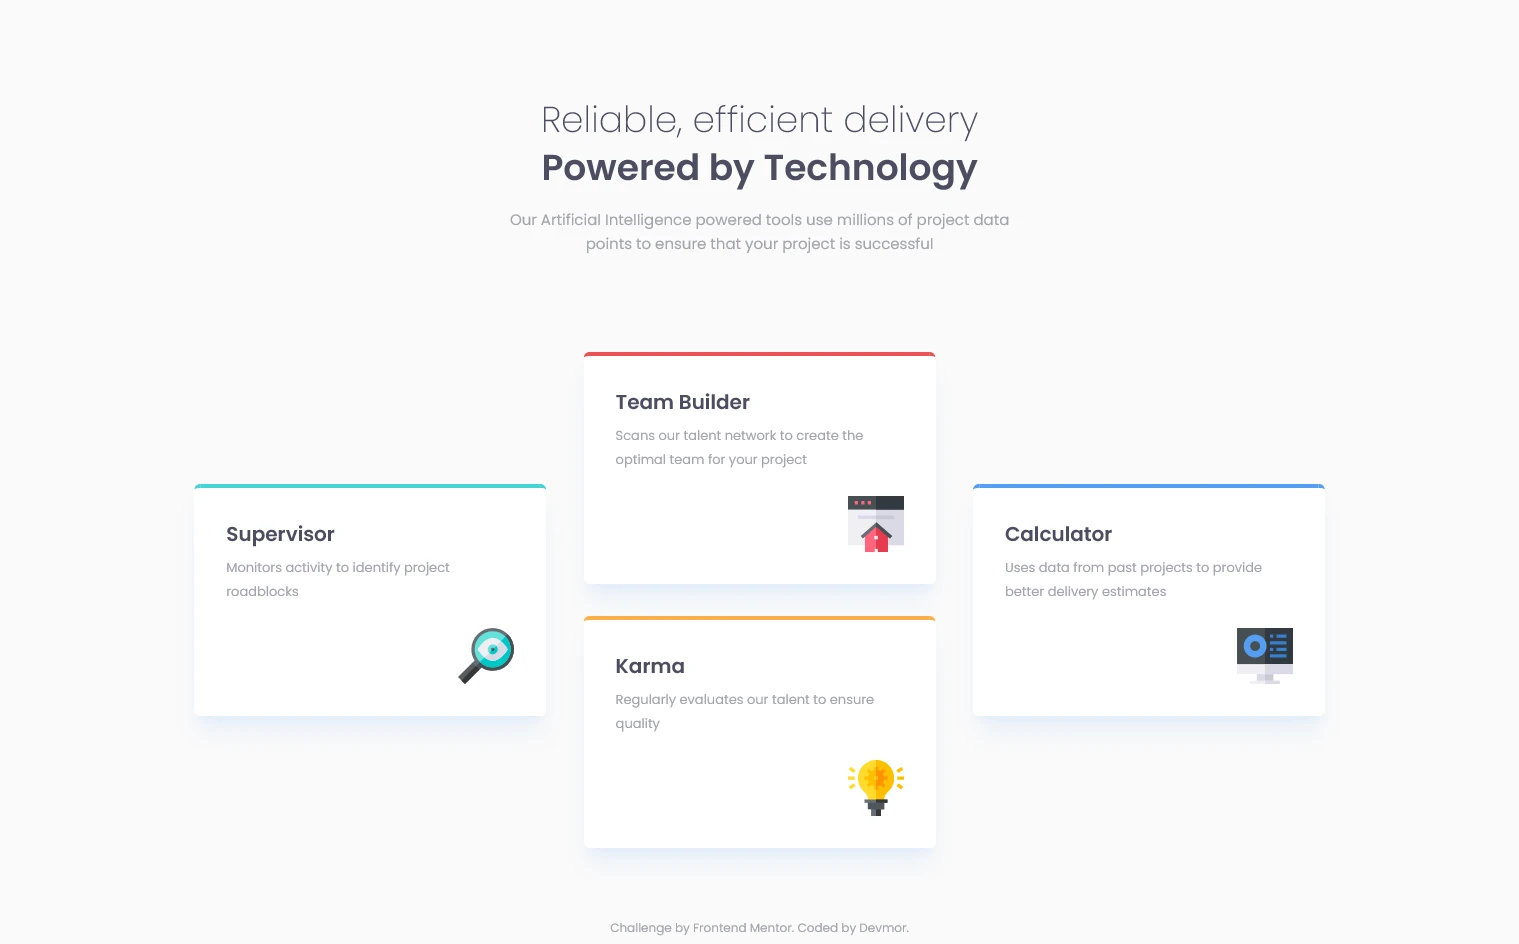 Reliable, efficient delivery
Powered by Technology
Our Artificial Intelligence powered tools use millions of project data
points to ensure that your project is successful
Supervisor
Monitors activity to identify project
roadblocks
Team Builder
Scans our talent network to create the
optimal team for your project
Karma
Regularly evaluates our talent to ensure
quality
Calculator
Uses data from past projects to provide
better delivery estimates
Challenge by Frontend Mentor. Coded by Devmor.